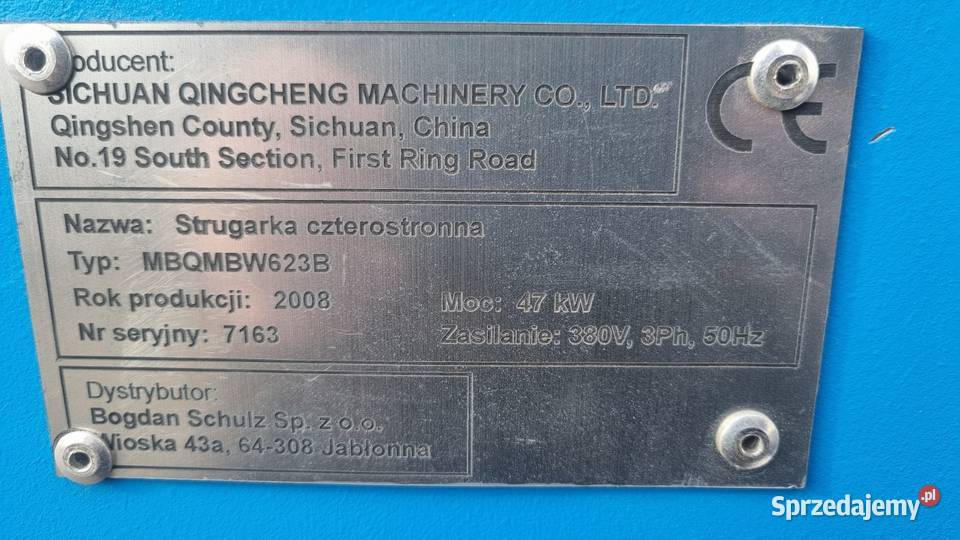 oducent:
SICHUAN QINGCHENG MACHINERY CO., LTD.
Qingshen County, Sichuan, China
No.19 South Section, First Ring Road
CE
Nazwa: Strugarka czterostronna
Typ: MBQMBW623B
Rok produkcji: 2008 Moc: 47 kW
Nr seryjny: 7163 Zasilanie: 380V, 3Ph, 50Hz
Dystrybutor:
Bogdan Schulz Sp. z o.o.
Wioska 43a, 64-308 Jabłonna
Sprzedajemy.pl